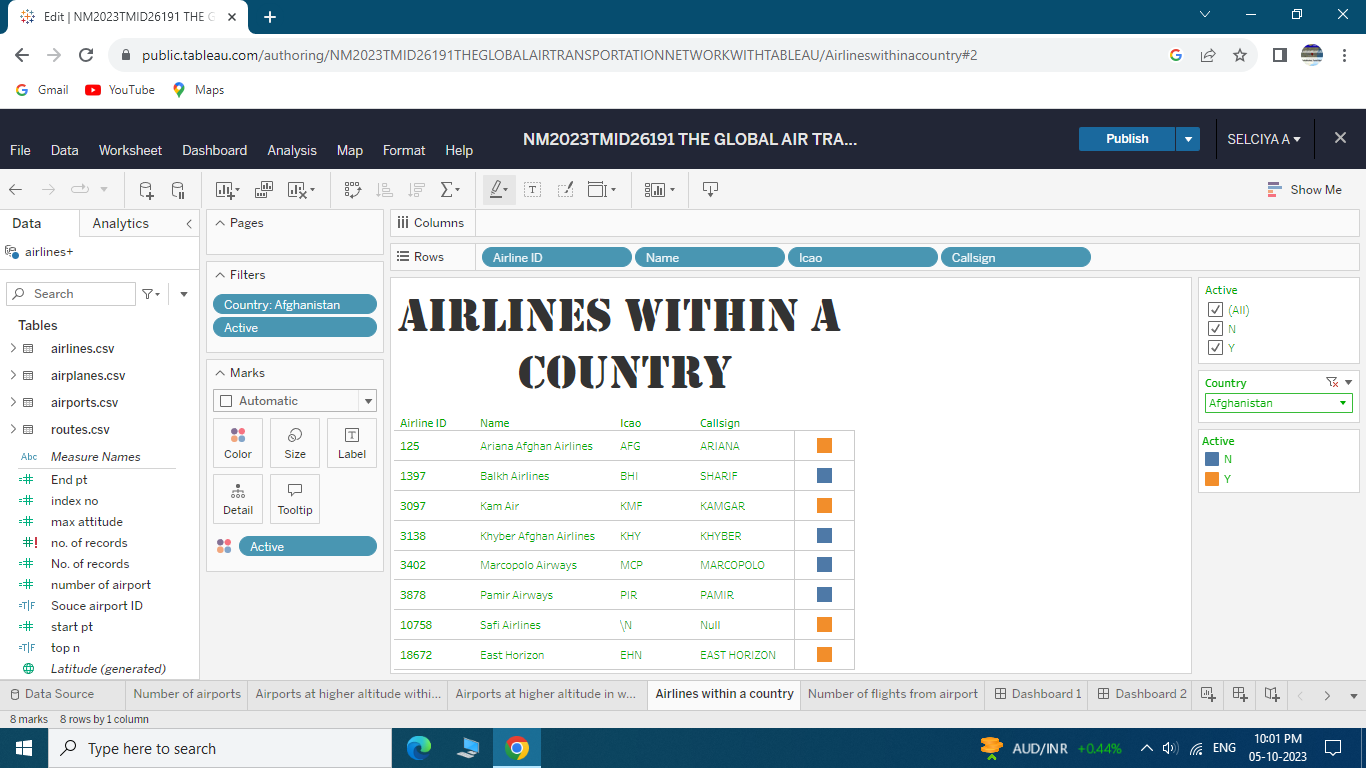 Edit | NM2023TMID26191 THE G
public.tableau.com/authoring/NM2023TMID26191THEGLOBALAIRTRANSPORTATIONNETWORKWITHTABLEAU/Airlineswithinacountry#2
Gmail YouTube Maps
NM2023TMID26191 THE GLOBAL AIR TRA...
Publish
SELCIYA A
File Data Worksheet Dashboard Analysis Map Format Help
Show Me
Data Analytics
airlines+
Search
Tables
airlines.csv
airplanes.csv
airports.csv
routes.csv
Abc Measure Names
End pt
index no
max attitude
no. of records
No. of records
number of airport
=T|F Souce airport ID
start pt
=T|F top n
Latitude (generated)
Pages
Filters
Country: Afghanistan
Active
Marks
Automatic
Color Size Label
Detail Tooltip
Active
Columns
Rows Airline ID Name Icao Callsign
AIRLINES WITHIN A
COUNTRY
Airline ID Name Icao Callsign
125 Ariana Afghan Airlines AFG ARIANA
1397 Balkh Airlines BHI SHARIF
3097 Kam Air KMF KAMGAR
3138 Khyber Afghan Airlines KHY KHYBER
3402 Marcopolo Airways MCP MARCOPOLO
3878 Pamir Airways PIR PAMIR
10758 Safi Airlines \N Null
18672 East Horizon EHN EAST HORIZON
Active
(All)
N
Y
Country
Afghanistan
Active
N
Y
Data Source Number of airports Airports at higher altitude withi... Airports at higher altitude in w... Airlines within a country Number of flights from airport Dashboard 1 Dashboard 2
8 marks 8 rows by 1 column
Type here to search
AUD/INR +0.44%
ENG
10:01 PM
05-10-2023